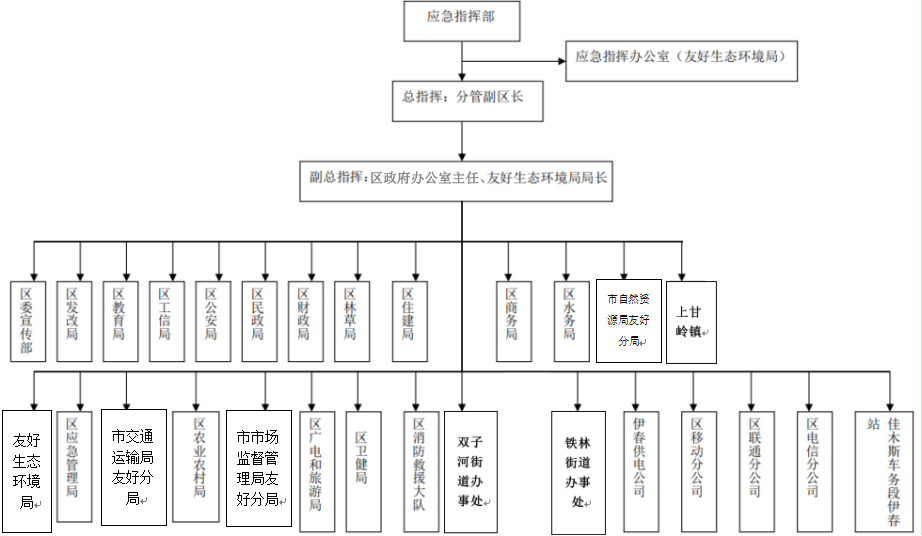 应急指挥部
应急指挥办公室（友好生态环境局）
总指挥：分管副区长
副总指挥：区政府办公室主任、友好生态环境局局长
区委宣传部
区发改局
区教育局
区工信局
区公安局
区民政局
区财政局
区林草局
区住建局
区商务局
区水务局
市自然资
源局友好
分局↵
上甘
岭镇↵
友好
生态
环境
局↵
区应急管理局
市交通
运输局
友好分
局↵
区农业农村局
市市场
监督管
理局友
好分局↵
区广电和旅游局
区卫健局
区消防救援大队
双子
河街
道办
事处↵
铁林
街道
办事
处↵
伊春供电公司
区移动分公司
区联通分公司
区电信分公司
佳木斯车务段伊春
站